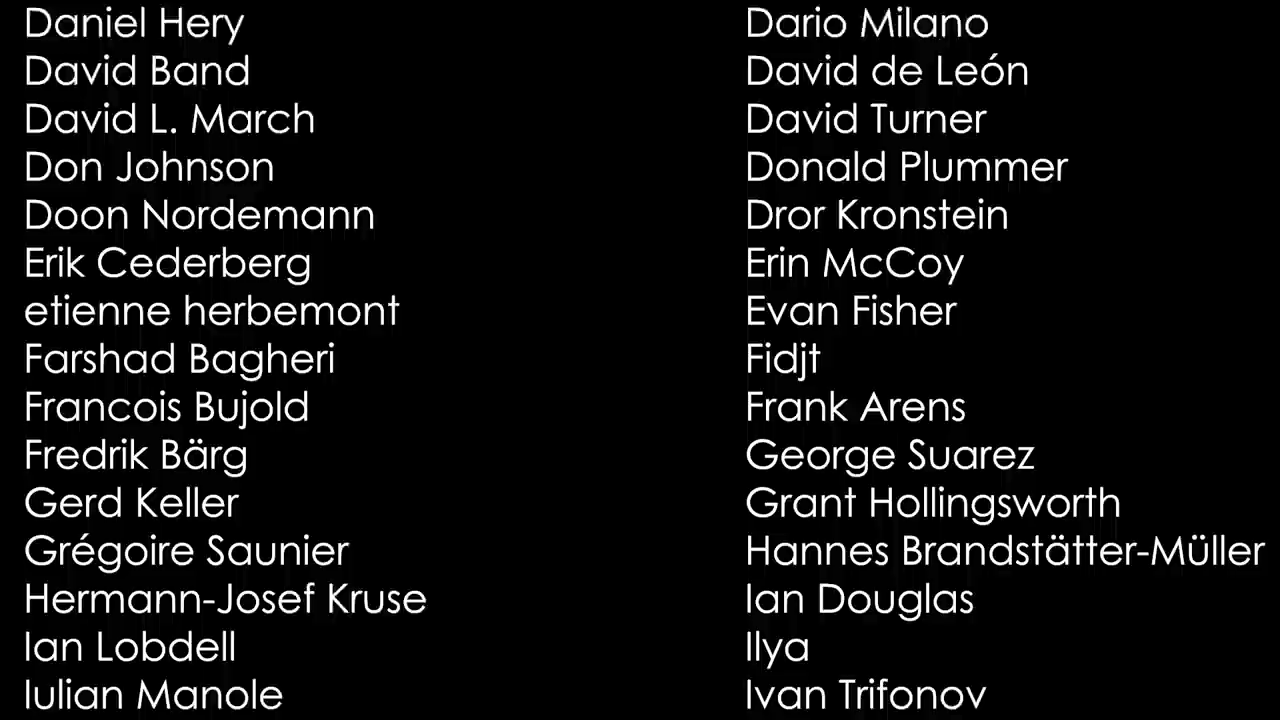 Daniel Hery
Dario Milano
David Band
David de León
David L. March
David Turner
Don Johnson
Donald Plummer
Doon Nordemann
Dror Kronstein
Erik Cederberg
Erin McCoy
etienne herbemont
Evan Fisher
Farshad Bagheri
Fidjt
Francois Bujold
Frank Arens
Fredrik Bärg
George Suarez
Gerd Keller
Grant Hollingsworth
Grégoire Saunier
Hannes Brandstätter-Müller
Hermann-Josef Kruse
Ian Douglas
Ian Lobdell
Ilya
Iulian Manole
Ivan Trifonov